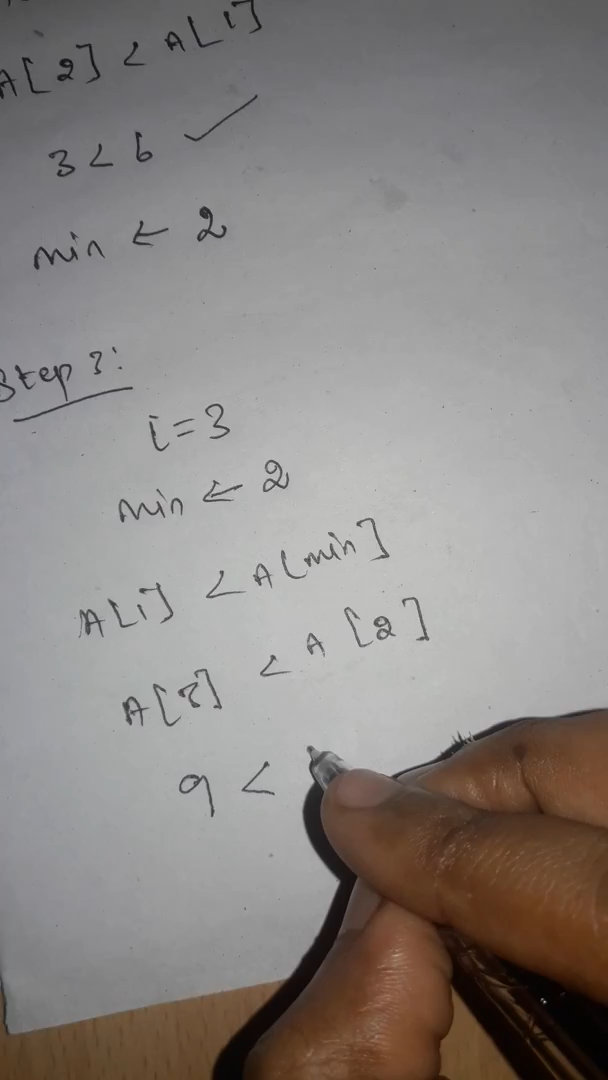 A[2] < A[1]
3 < 6 ✓
min ← 2
Step 3:
i=3
min ← 2
A[i] < A[min]
A[3] < A[2]
9 <